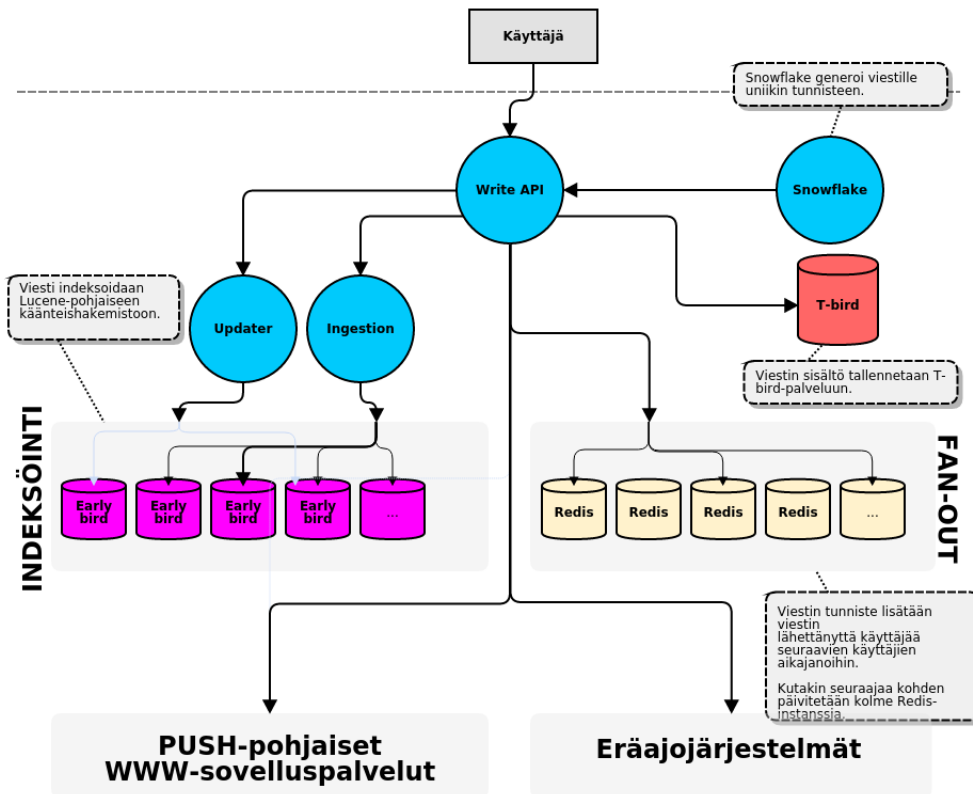 Käyttäjä
Snowflake generoi viestille
uniikin tunnisteen.
Write API
Snowflake
Viesti indeksoidaan
Lucene-pohjaiseen
käänteishakemistoon.
Updater
Ingestion
T-bird
Viestin sisältö tallennetaan T-
bird-palveluun.
INDEKSÖINTI
FAN-OUT
Early
bird
Early
bird
Early
bird
Early
bird
...
Redis
Redis
Redis
Redis
...
Viestin tunniste lisätään
viestin
lähettänyttä käyttäjää
seuraavien käyttäjien
aikajanoihin.
Kutakin seuraajaa kohden
päivitetään kolme Redis-
instanssia.
PUSH-pohjaiset
WWW-sovelluspalvelut
Eräajojärjestelmät